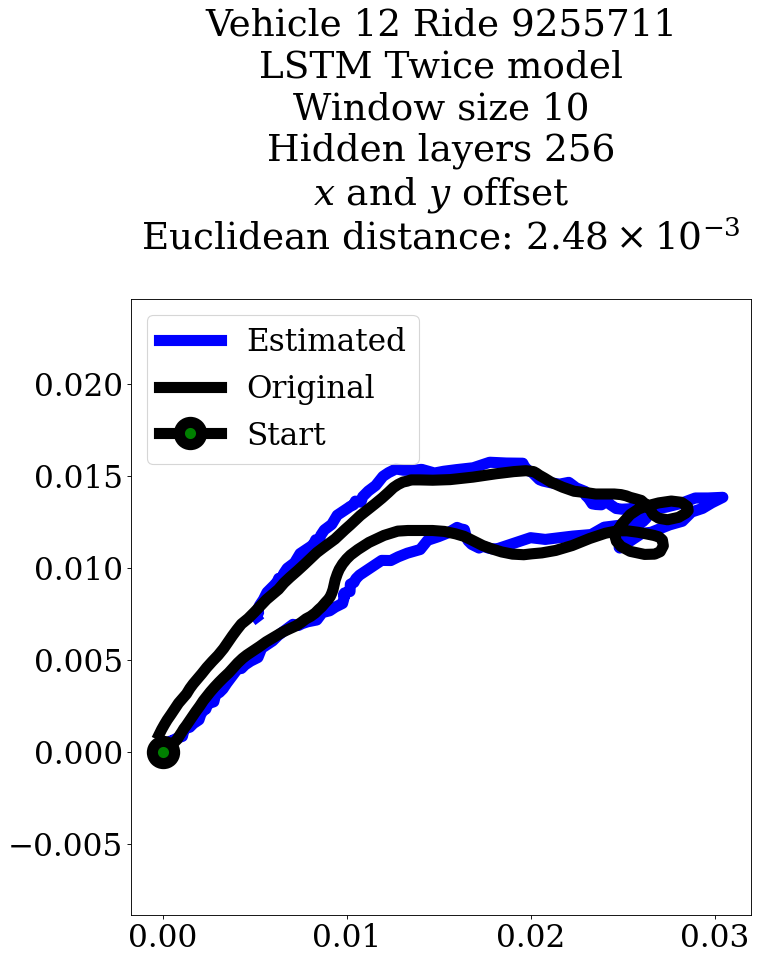 Vehicle 12 Ride 9255711
LSTM Twice model
Window size 10
Hidden layers 256
x and y offset
Euclidean distance: 2.48 × 10⁻³
Estimated
Original
Start
0.020
0.015
0.010
0.005
0.000
−0.005
0.00 0.01 0.02 0.03